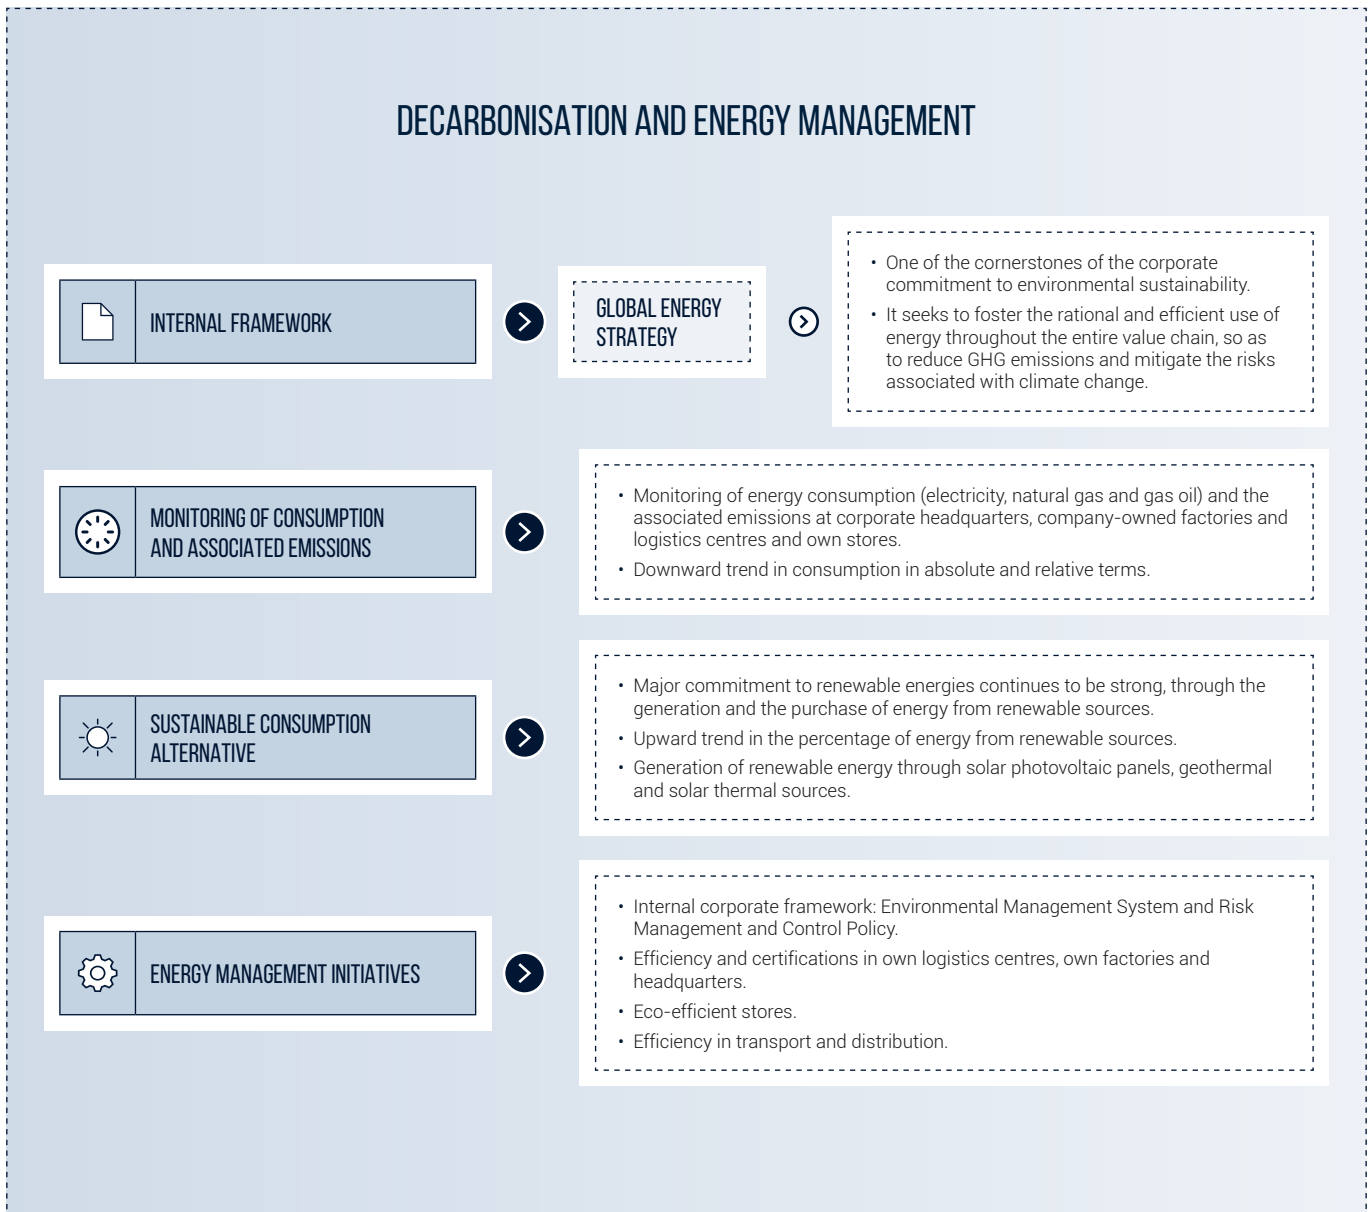 DECARBONISATION AND ENERGY MANAGEMENT
INTERNAL FRAMEWORK
GLOBAL ENERGY
STRATEGY
• One of the cornerstones of the corporate
commitment to environmental sustainability.
• It seeks to foster the rational and efficient use of
energy throughout the entire value chain, so as
to reduce GHG emissions and mitigate the risks
associated with climate change.
MONITORING OF CONSUMPTION
AND ASSOCIATED EMISSIONS
• Monitoring of energy consumption (electricity, natural gas and gas oil) and the
associated emissions at corporate headquarters, company-owned factories and
logistics centres and own stores.
• Downward trend in consumption in absolute and relative terms.
SUSTAINABLE CONSUMPTION
ALTERNATIVE
• Major commitment to renewable energies continues to be strong, through the
generation and the purchase of energy from renewable sources.
• Upward trend in the percentage of energy from renewable sources.
• Generation of renewable energy through solar photovoltaic panels, geothermal
and solar thermal sources.
ENERGY MANAGEMENT INITIATIVES
• Internal corporate framework: Environmental Management System and Risk
Management and Control Policy.
• Efficiency and certifications in own logistics centres, own factories and
headquarters.
• Eco-efficient stores.
• Efficiency in transport and distribution.